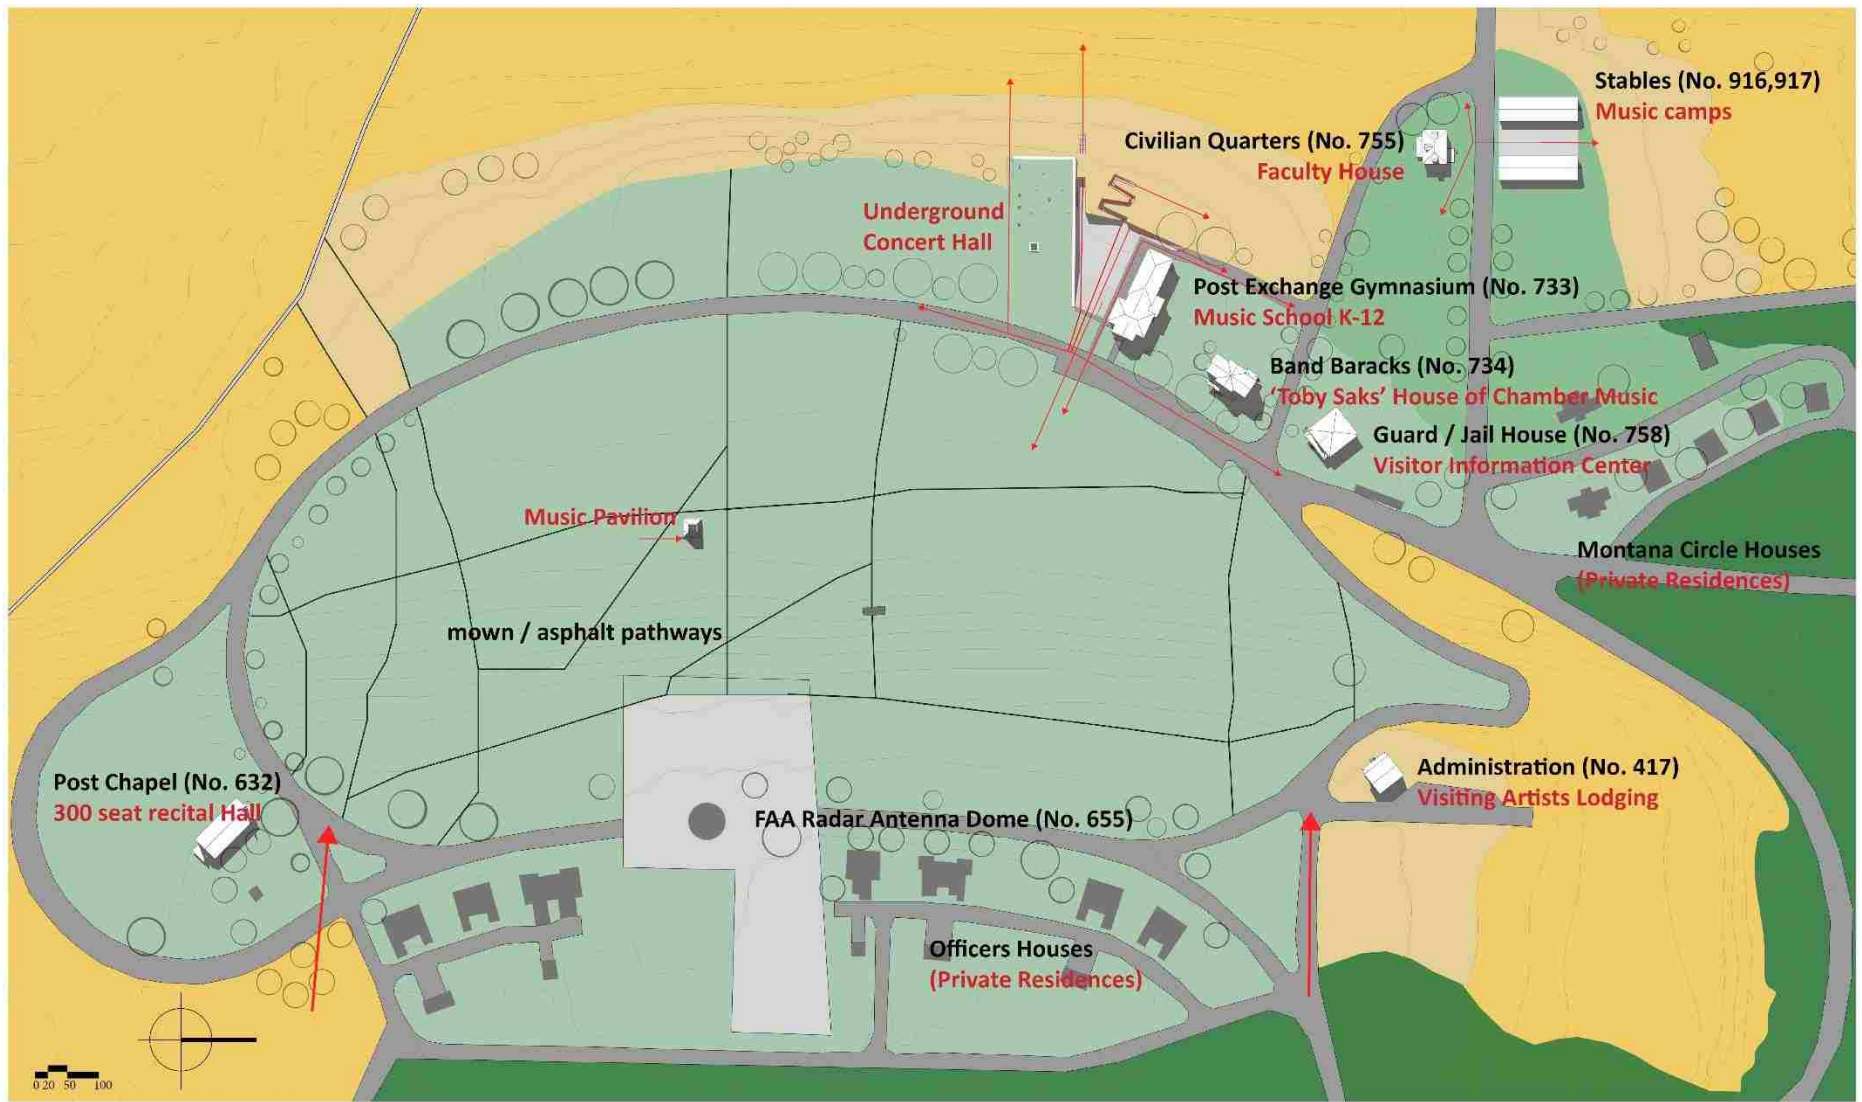 Stables (No. 916,917)
Music camps
Civilian Quarters (No. 755)
Faculty House
Underground
Concert Hall
Post Exchange Gymnasium (No. 733)
Music School K-12
Band Baracks (No. 734)
'Toby Saks' House of Chamber Music
Guard / Jail House (No. 758)
Visitor Information Center
Music Pavilion
Montana Circle Houses
(Private Residences)
mown / asphalt pathways
Post Chapel (No. 632)
300 seat recital Hall
Administration (No. 417)
Visiting Artists Lodging
FAA Radar Antenna Dome (No. 655)
Officers Houses
(Private Residences)
0 20 50 100